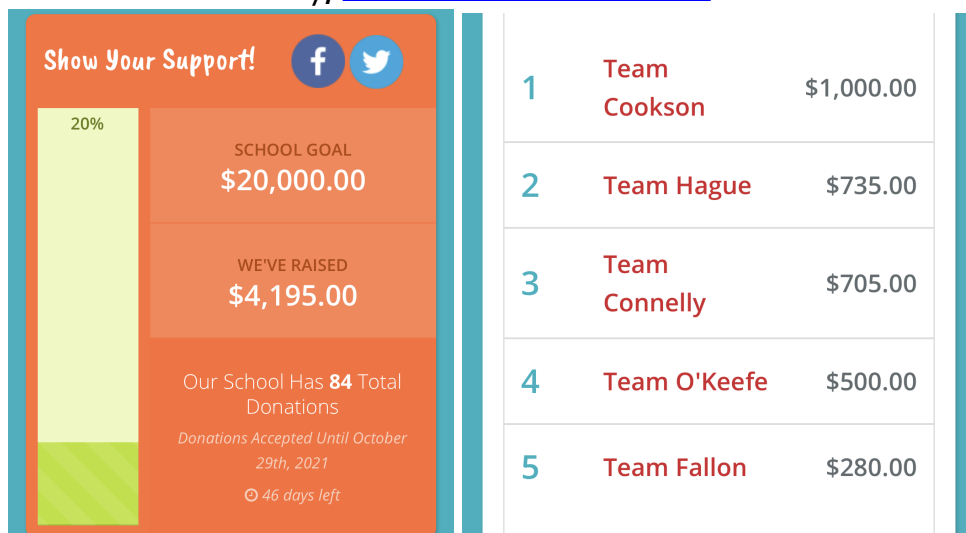 Show Your Support!
20%
SCHOOL GOAL
$20,000.00
WE'VE RAISED
$4,195.00
Our School Has 84 Total
Donations
Donations Accepted Until October
29th, 2021
46 days left
1 Team Cookson $1,000.00
2 Team Hague $735.00
3 Team Connelly $705.00
4 Team O'Keefe $500.00
5 Team Fallon $280.00